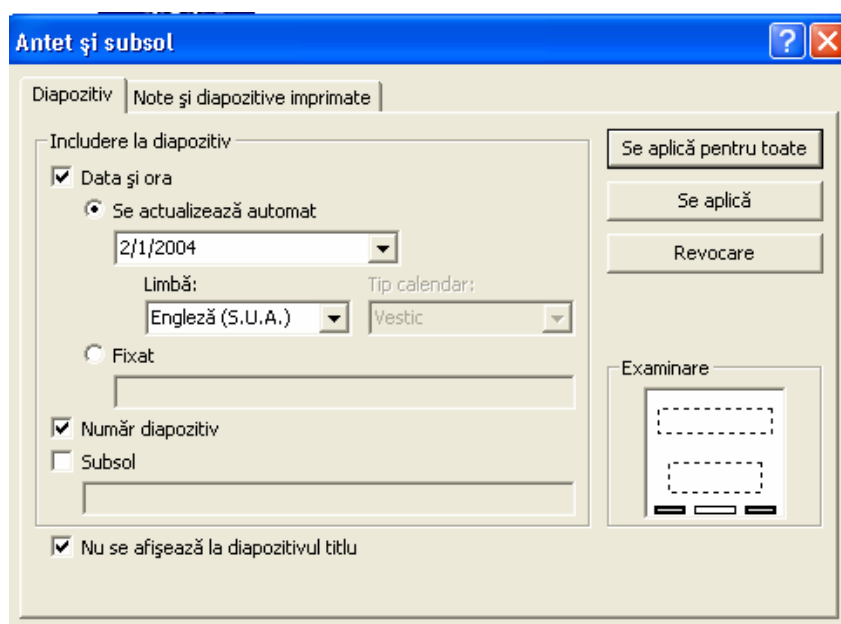 Antet şi subsol
Diapozitiv
Note şi diapozitive imprimate
Includere la diapozitiv
Data şi ora
Se actualizează automat
2/1/2004
Limbă:
Tip calendar:
Engleză (S.U.A.)
Vestic
Fixat
Număr diapozitiv
Subsol
Nu se afişează la diapozitivul titlu
Se aplică pentru toate
Se aplică
Revocare
Examinare